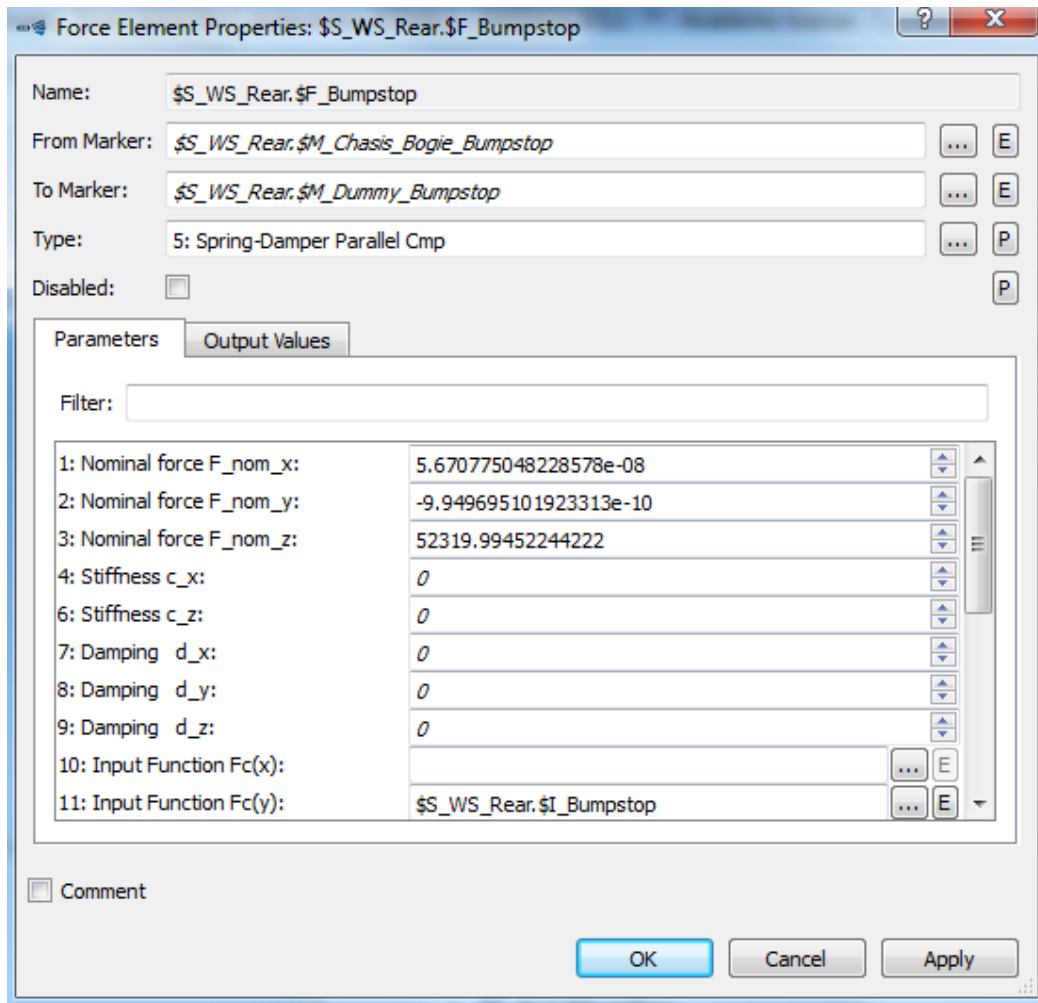 Force Element Properties: $S_WS_Rear.$F_Bumpstop
Name: $S_WS_Rear.$F_Bumpstop
From Marker: $S_WS_Rear.$M_Chasis_Bogie_Bumpstop ... E
To Marker: $S_WS_Rear.$M_Dummy_Bumpstop ... E
Type: 5: Spring-Damper Parallel Cmp ... P
Disabled: P
Parameters Output Values
Filter:
1: Nominal force F_nom_x: 5.670775048228578e-08
2: Nominal force F_nom_y: -9.949695101923313e-10
3: Nominal force F_nom_z: 52319.99452244222
4: Stiffness c_x: 0
6: Stiffness c_z: 0
7: Damping d_x: 0
8: Damping d_y: 0
9: Damping d_z: 0
10: Input Function Fc(x): ... E
11: Input Function Fc(y): $S_WS_Rear.$I_Bumpstop ... E
Comment
OK Cancel Apply